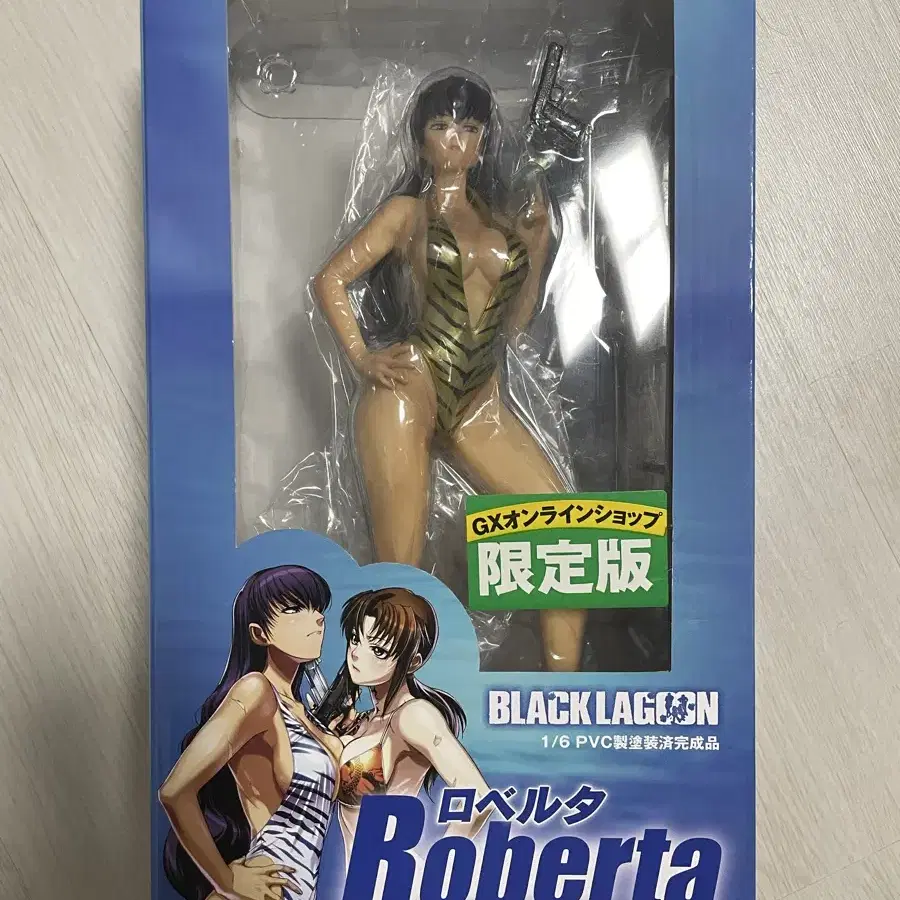 GXオンラインショップ
限定版
BLACK LAGOON
1/6 PVC製塗装済完成品
ロベルタ
Roberta